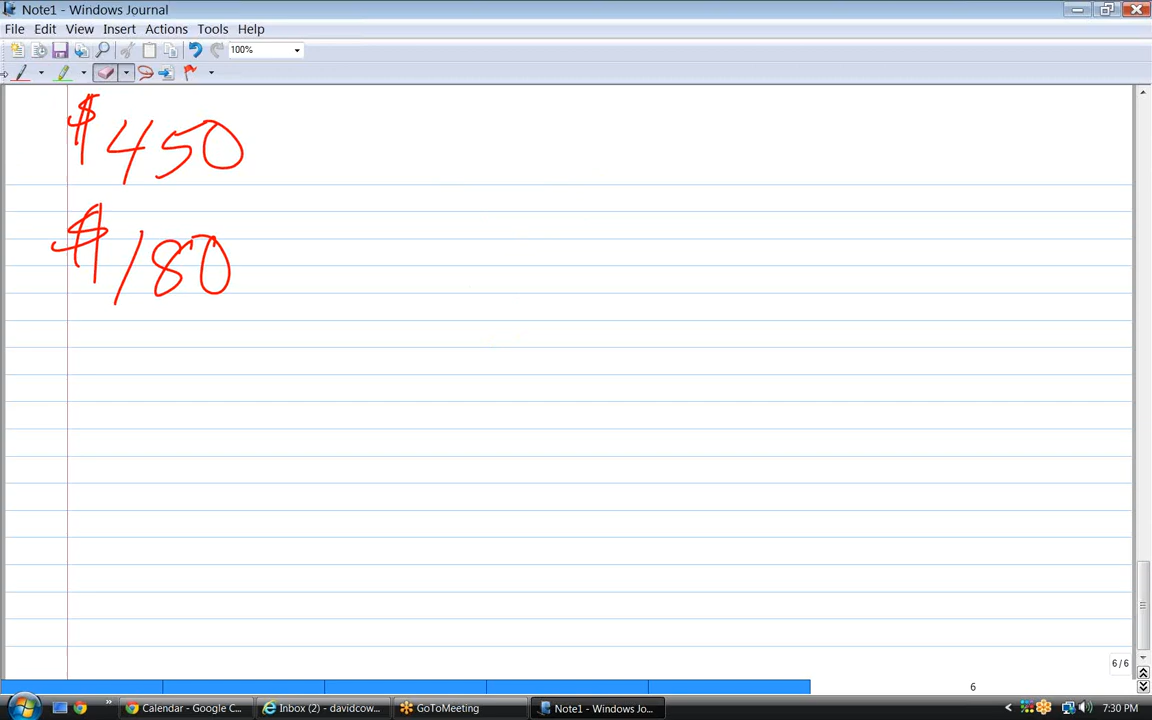 Note1 - Windows Journal
File Edit View Insert Actions Tools Help
100%
$450
$180
6/6
6
Calendar - Google C... Inbox (2) - davidcow... GoToMeeting Note1 - Windows Jo... 7:30 PM